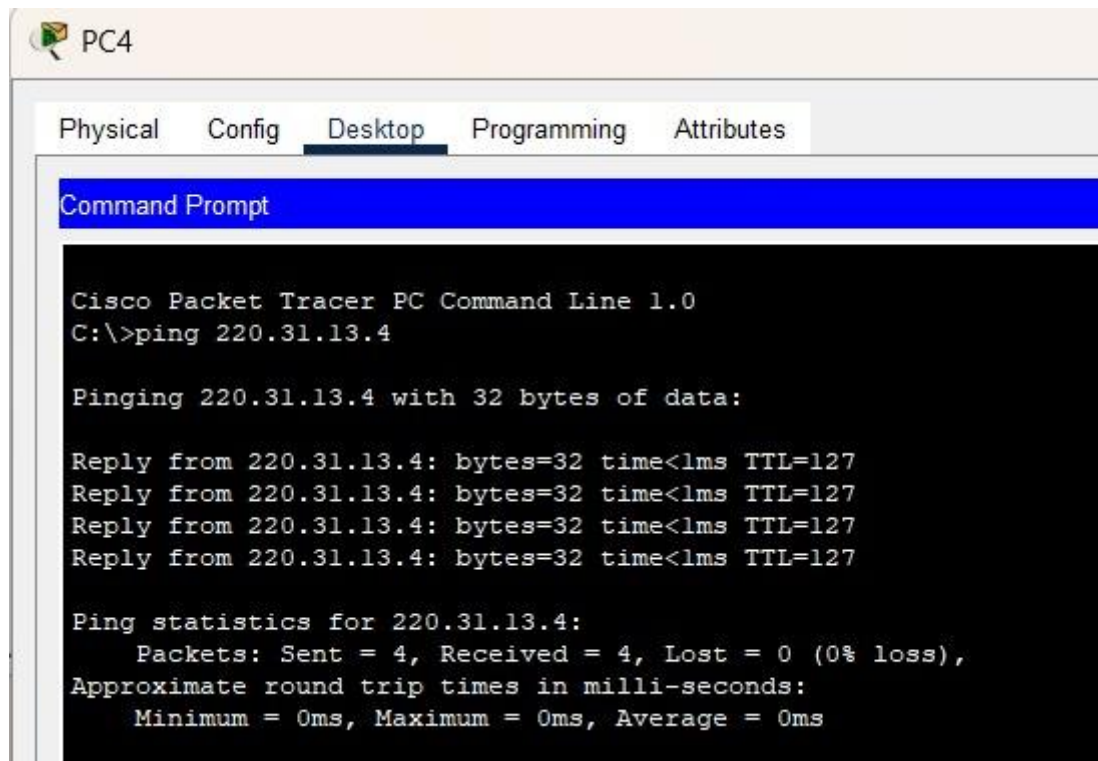 PC4
Physical Config Desktop Programming Attributes
Command Prompt
Cisco Packet Tracer PC Command Line 1.0
C:\>ping 220.31.13.4
Pinging 220.31.13.4 with 32 bytes of data:
Reply from 220.31.13.4: bytes=32 time<1ms TTL=127
Reply from 220.31.13.4: bytes=32 time<1ms TTL=127
Reply from 220.31.13.4: bytes=32 time<1ms TTL=127
Reply from 220.31.13.4: bytes=32 time<1ms TTL=127
Ping statistics for 220.31.13.4:
Packets: Sent = 4, Received = 4, Lost = 0 (0% loss),
Approximate round trip times in milli-seconds:
Minimum = 0ms, Maximum = 0ms, Average = 0ms